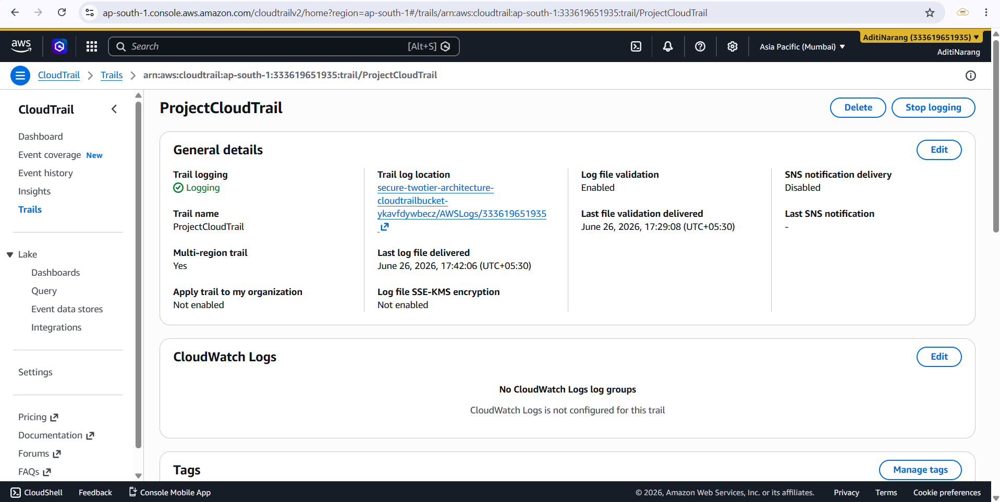 ap-south-1.console.aws.amazon.com/cloudtrailv2/home?region=ap-south-1#/trails/arn:aws:cloudtrail:ap-south-1:333619651935:trail/ProjectCloudTrail
aws
Search
[Alt+S]
Asia Pacific (Mumbai)
AditiNarang (333619651935)
AditiNarang
CloudTrail
Trails
arn:aws:cloudtrail:ap-south-1:333619651935:trail/ProjectCloudTrail
CloudTrail
Dashboard
Event coverage New
Event history
Insights
Trails
Lake
Dashboards
Query
Event data stores
Integrations
Settings
Pricing
Documentation
Forums
FAQs
ProjectCloudTrail
Delete
Stop logging
General details
Edit
Trail logging
Logging
Trail name
ProjectCloudTrail
Multi-region trail
Yes
Apply trail to my organization
Not enabled
Trail log location
secure-twotier-architecture-
cloudtrailbucket-
ykavfdywbecz/AWSLogs/333619651935
Last log file delivered
June 26, 2026, 17:42:06 (UTC+05:30)
Log file SSE-KMS encryption
Not enabled
Log file validation
Enabled
Last file validation delivered
June 26, 2026, 17:29:08 (UTC+05:30)
SNS notification delivery
Disabled
Last SNS notification
-
CloudWatch Logs
Edit
No CloudWatch Logs log groups
CloudWatch Logs is not configured for this trail
Tags
Manage tags
CloudShell
Feedback
Console Mobile App
© 2026, Amazon Web Services, Inc. or its affiliates.
Privacy
Terms
Cookie preferences